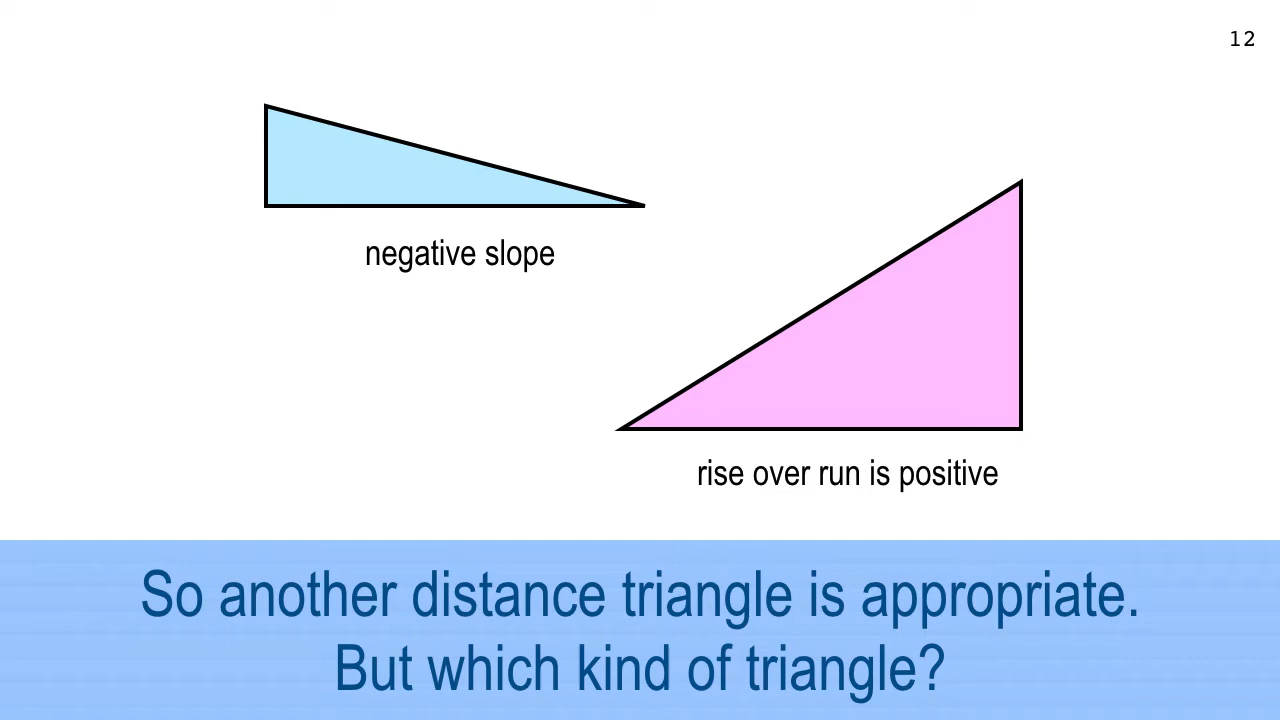 12
negative slope
rise over run is positive
So another distance triangle is appropriate.
But which kind of triangle?